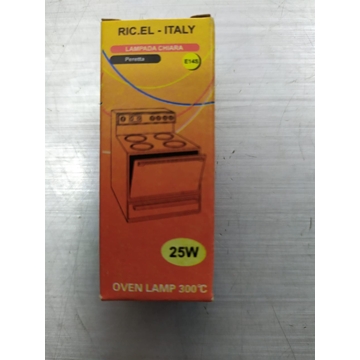 RIC.EL - ITALY
LAMPADA CHIARA
Peretta
E14S
25W
OVEN LAMP 300°C